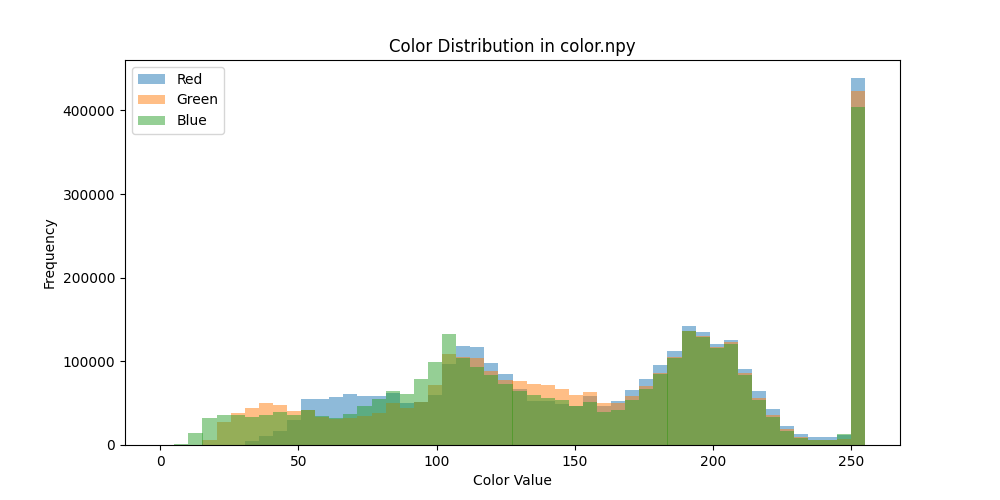 Color Distribution in color.npy
Red
Green
Blue
400000
300000
200000
100000
0
Frequency
0 50 100 150 200 250
Color Value